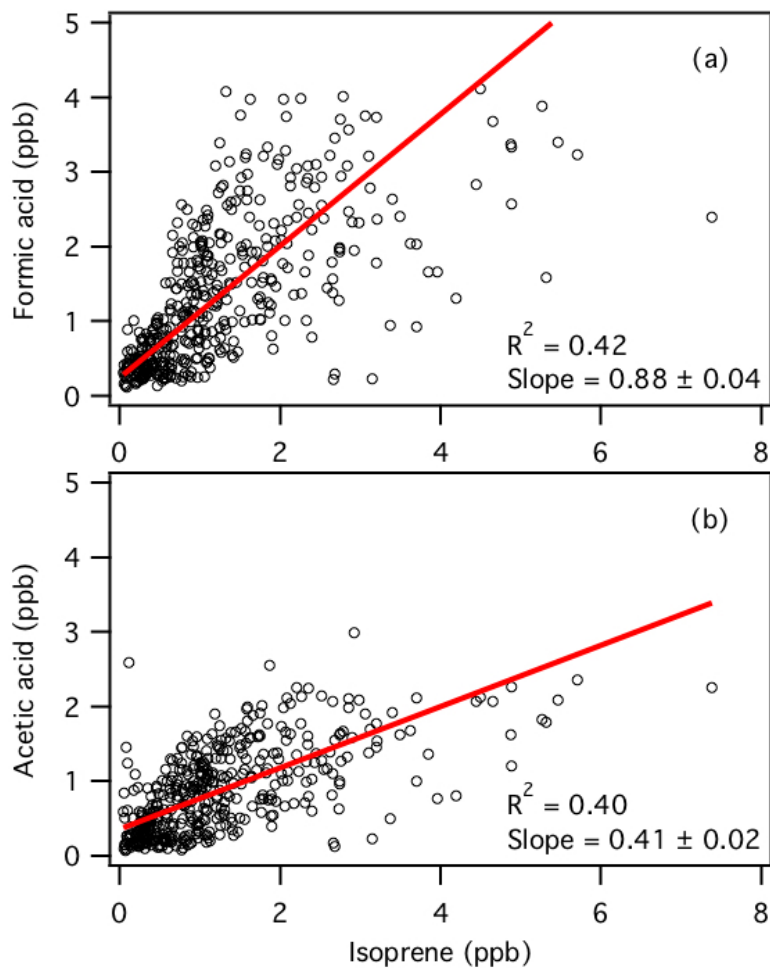 5
(a)
4
Formic acid (ppb)
3
2
1
R² = 0.42
Slope = 0.88 ± 0.04
0
0 2 4 6 8
5
(b)
4
Acetic acid (ppb)
3
2
1
R² = 0.40
Slope = 0.41 ± 0.02
0
0 2 4 6 8
Isoprene (ppb)